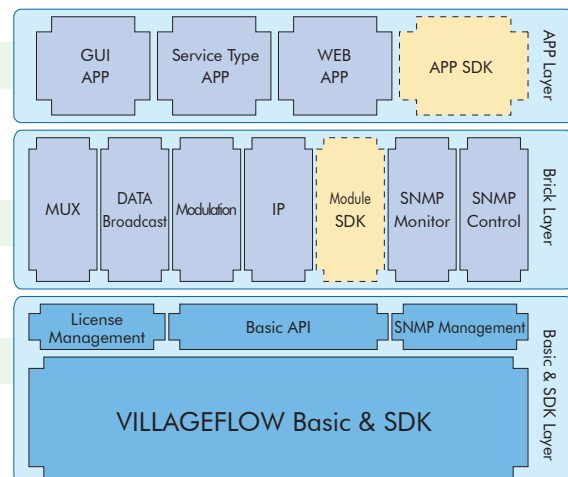 GUI
APP
Service Type
APP
WEB
APP
APP SDK
APP Layer
MUX
DATA
Broadcast
Modulation
IP
Module
SDK
SNMP
Monitor
SNMP
Control
Brick Layer
License
Management
Basic API
SNMP Management
VILLAGEFLOW Basic & SDK
Basic & SDK Layer